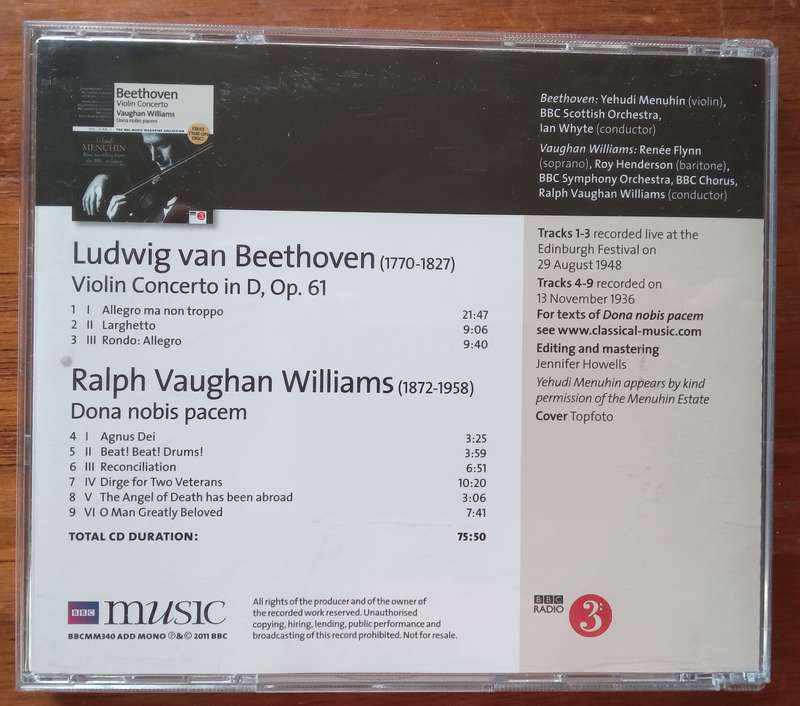 Beethoven
Violin Concerto
Vaughan Williams
Dona nobis pacem
THE BBC MUSIC MAGAZINE COLLECTION
FIRST
TIME ON
DISC
MENUHIN
Beethoven: Yehudi Menuhin (violin),
BBC Scottish Orchestra,
Ian Whyte (conductor)
Vaughan Williams: Renée Flynn
(soprano), Roy Henderson (baritone),
BBC Symphony Orchestra, BBC Chorus,
Ralph Vaughan Williams (conductor)
Ludwig van Beethoven (1770-1827)
Violin Concerto in D, Op. 61
1 I Allegro ma non troppo 21:47
2 II Larghetto 9:06
3 III Rondo: Allegro 9:40
Ralph Vaughan Williams (1872-1958)
Dona nobis pacem
4 I Agnus Dei 3:25
5 II Beat! Beat! Drums! 3:59
6 III Reconciliation 6:51
7 IV Dirge for Two Veterans 10:20
8 V The Angel of Death has been abroad 3:06
9 VI O Man Greatly Beloved 7:41
TOTAL CD DURATION: 75:50
Tracks 1-3 recorded live at the
Edinburgh Festival on
29 August 1948
Tracks 4-9 recorded on
13 November 1936
For texts of Dona nobis pacem
see www.classical-music.com
Editing and mastering
Jennifer Howells
Yehudi Menuhin appears by kind
permission of the Menuhin Estate
Cover Topfoto
BBC music
BBCMM340 ADD MONO ℗&© 2011 BBC
All rights of the producer and of the owner of
the recorded work reserved. Unauthorised
copying, hiring, lending, public performance and
broadcasting of this record prohibited. Not for resale.
BBC
RADIO
3